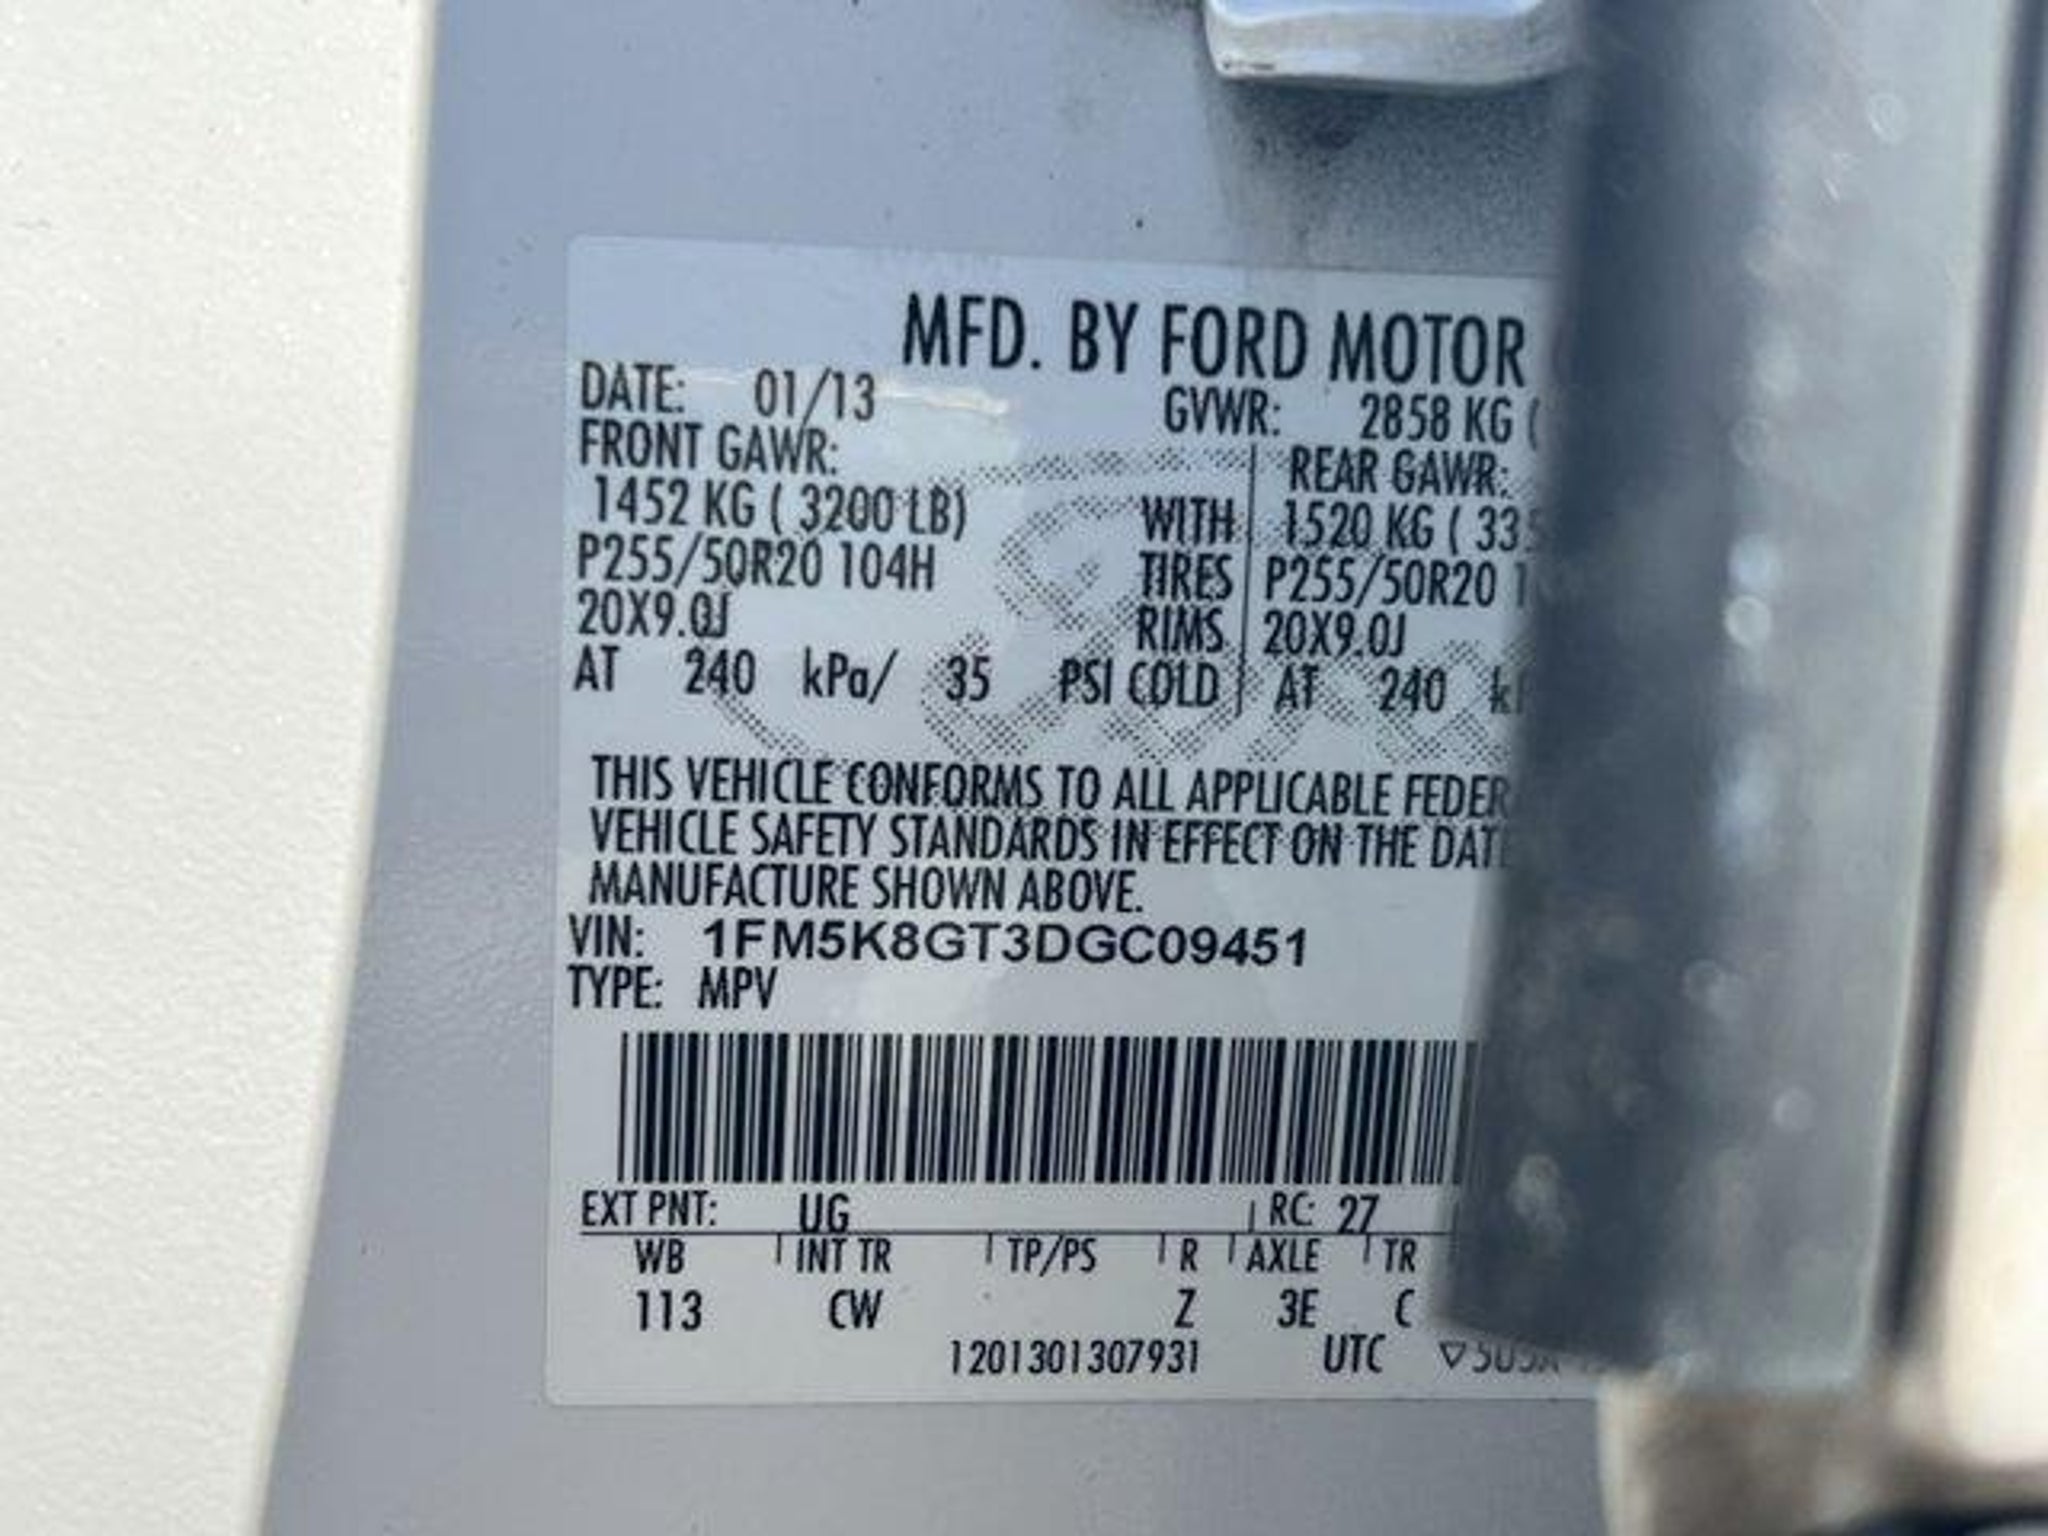 MFD. BY FORD MOTOR
DATE: 01/13 GVWR: 2858 KG (
FRONT GAWR: REAR GAWR:
1452 KG ( 3200 LB) WITH 1520 KG (
P255/50R20 104H TIRES P255/50R20
20X9.0J RIMS 20X9.0J
AT 240 kPa/ 35 PSI COLD AT 240
THIS VEHICLE CONFORMS TO ALL APPLICABLE
VEHICLE SAFETY STANDARDS IN EFFECT ON THE
MANUFACTURE SHOWN ABOVE.
VIN: 1FM5K8GT3DGC09451
TYPE: MPV
EXT PNT: UG RC: 27
WB INT TR TP/PS R AXLE TR
113 CW Z 3E C
1201301307931 UTC